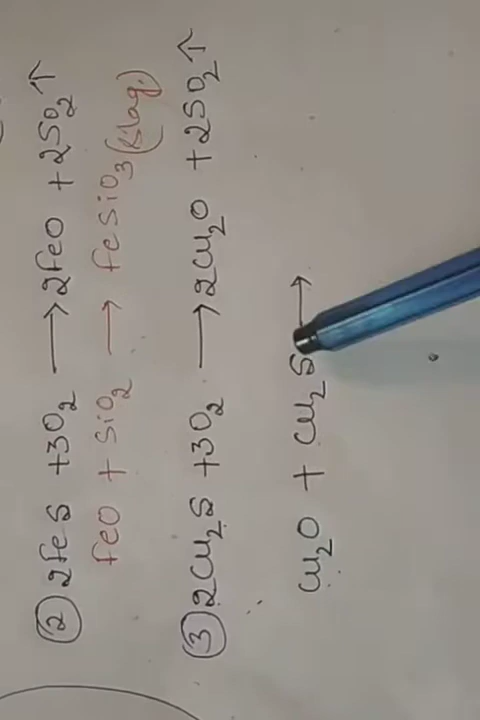 ② 2FeS + 3O₂ ⟶ 2FeO + 2SO₂↑
FeO + SiO₂ ⟶ FeSiO₃ (slag.)
③ 2Cu₂S + 3O₂ ⟶ 2Cu₂O + 2SO₂↑
Cu₂O + Cu₂S ⟶